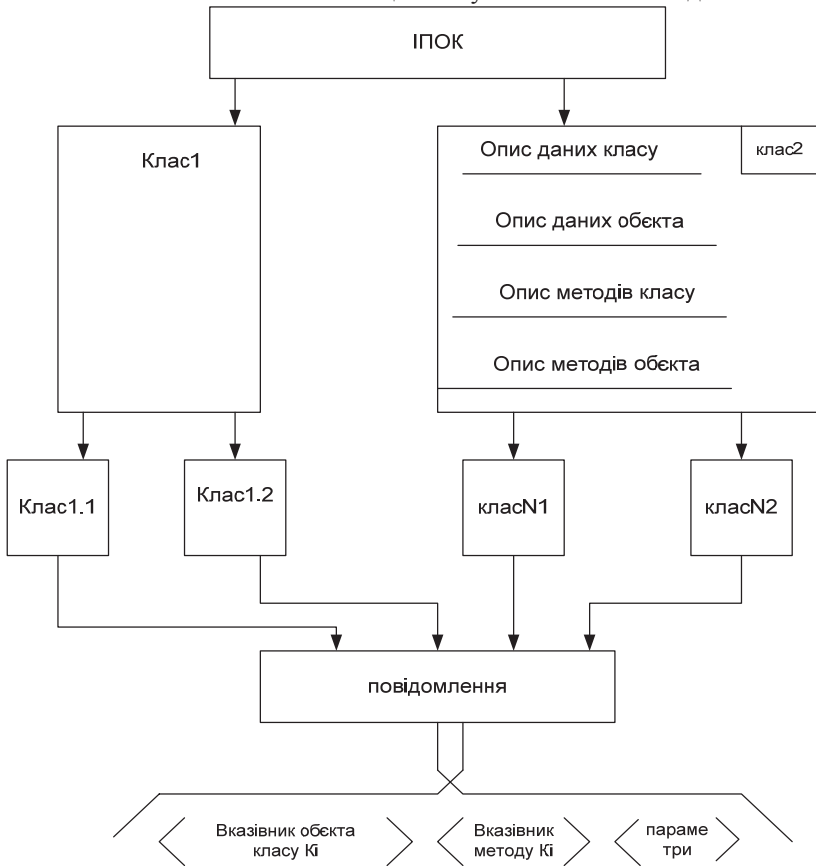 ІПОК
Клас1
Опис даних класу
клас2
Опис даних обєкта
Опис методів класу
Опис методів обєкта
Клас1.1
Клас1.2
класN1
класN2
повідомлення
Вказівник обєкта
класу Кі
Вказівник
методу Кі
параме
три